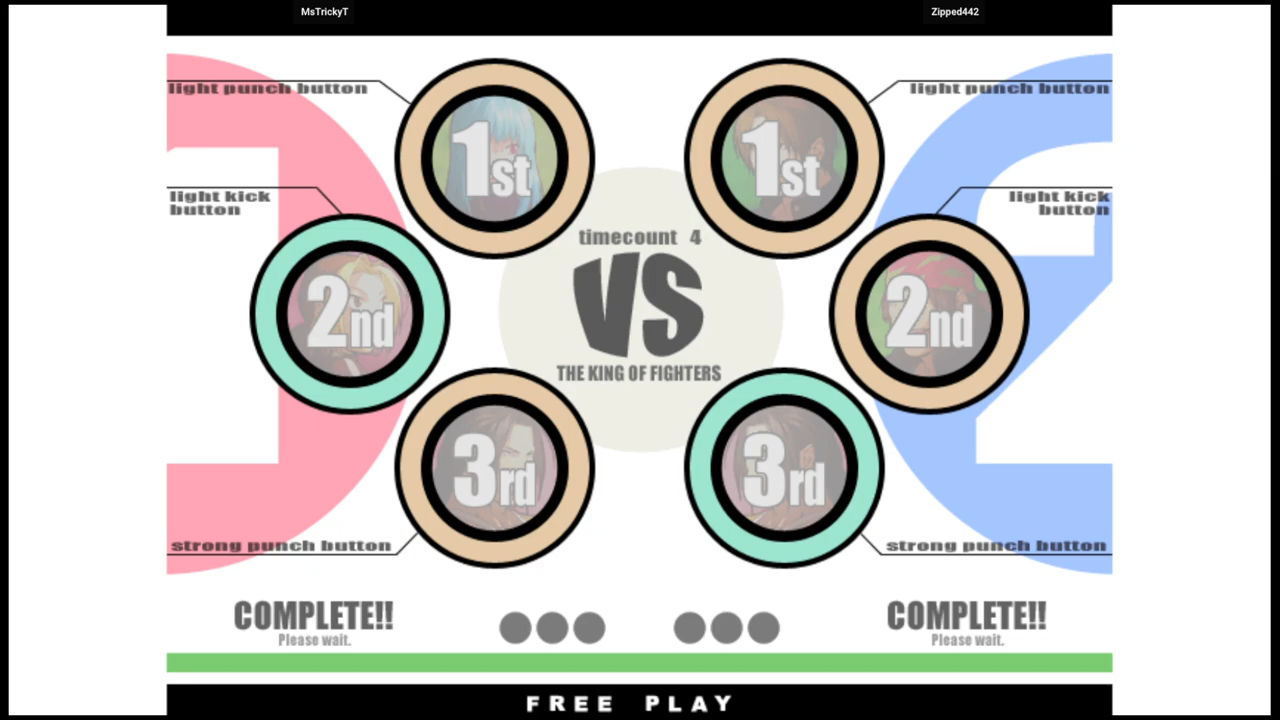 MsTrickyT
Zipped442
light punch button
light punch button
1st
1st
light kick
button
light kick
button
timecount 4
VS
THE KING OF FIGHTERS
2nd
2nd
3rd
3rd
strong punch button
strong punch button
COMPLETE!!
Please wait.
COMPLETE!!
Please wait.
FREE PLAY